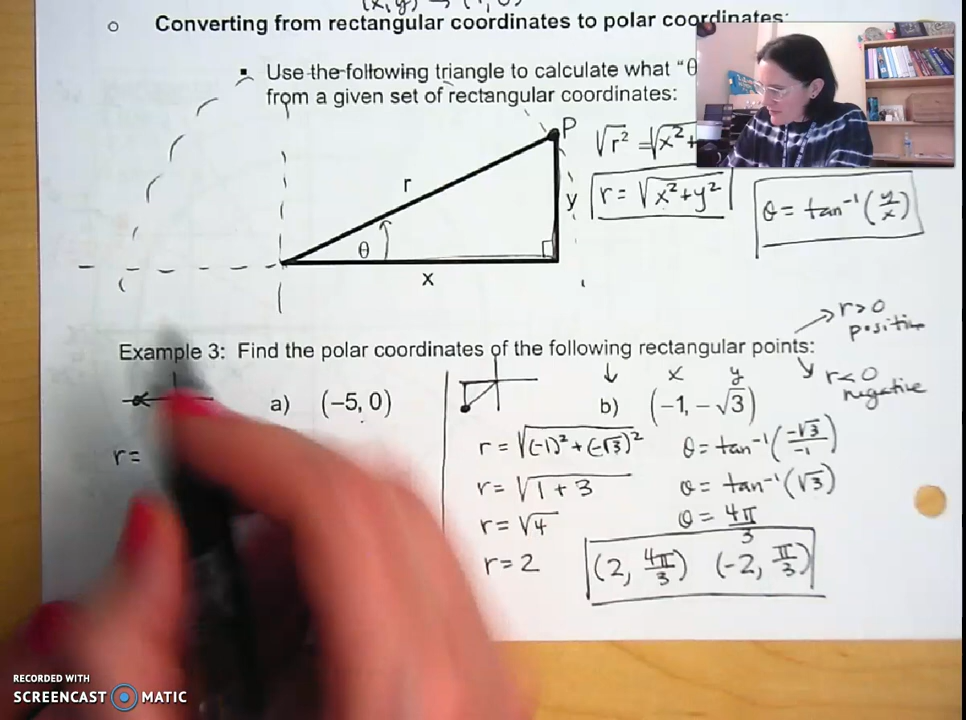 (x, y) →
Converting from rectangular coordinates to polar coordinates:
Use the following triangle to calculate what "θ
from a given set of rectangular coordinates:
P
r
θ
x
y
√r² = √x² +
r = √x² + y²
θ = tan⁻¹(y/x)
Example 3: Find the polar coordinates of the following rectangular points:
r > 0
positive
r < 0
negative
a) (−5, 0)
r =
x y
b) (−1, −√3)
r = √(-1)² + (-√3)²
θ = tan⁻¹(-√3/-1)
r = √1 + 3
θ = tan⁻¹(√3)
r = √4
θ = 4π/3
r = 2
(2, 4π/3) (-2, π/3)
RECORDED WITH
SCREENCAST MATIC